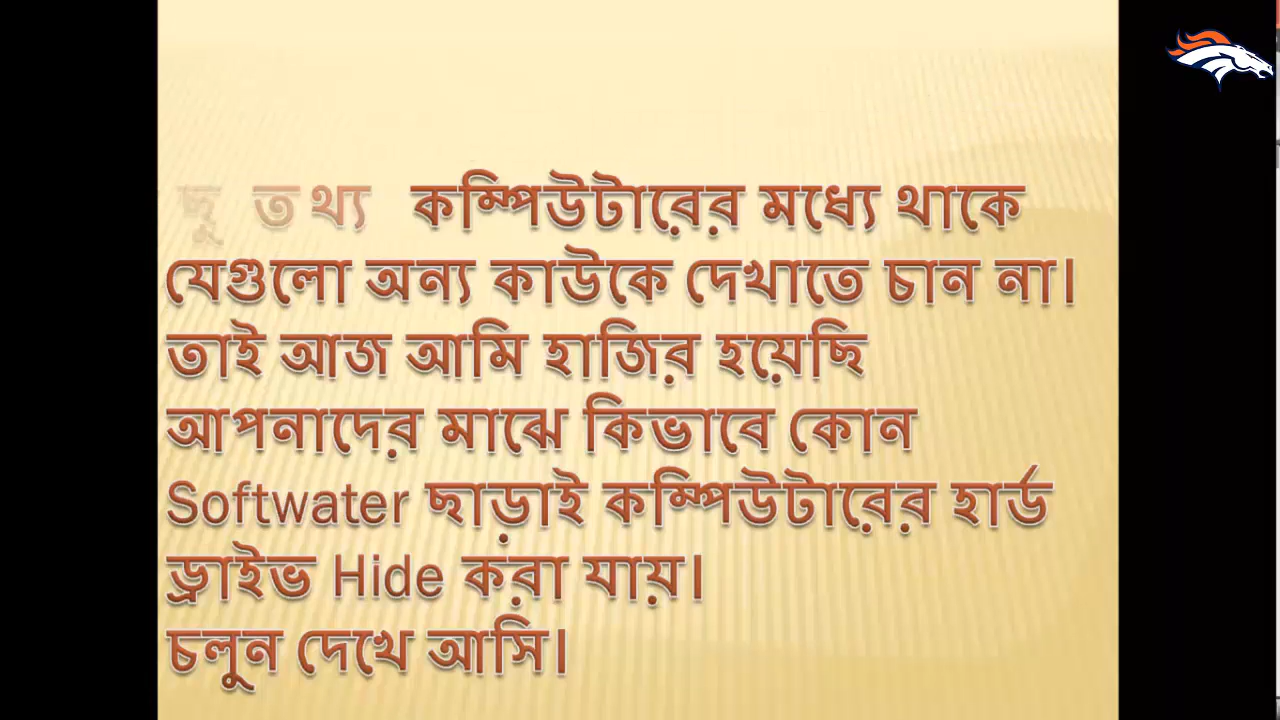 তথ্য কম্পিউটারের মধ্যে থাকে
যেগুলো অন্য কাউকে দেখাতে চান না।
তাই আজ আমি হাজির হয়েছি
আপনাদের মাঝে কিভাবে কোন
Softwater ছাড়াই কম্পিউটারের হার্ড
ড্রাইভ Hide করা যায়।
চলুন দেখে আসি।